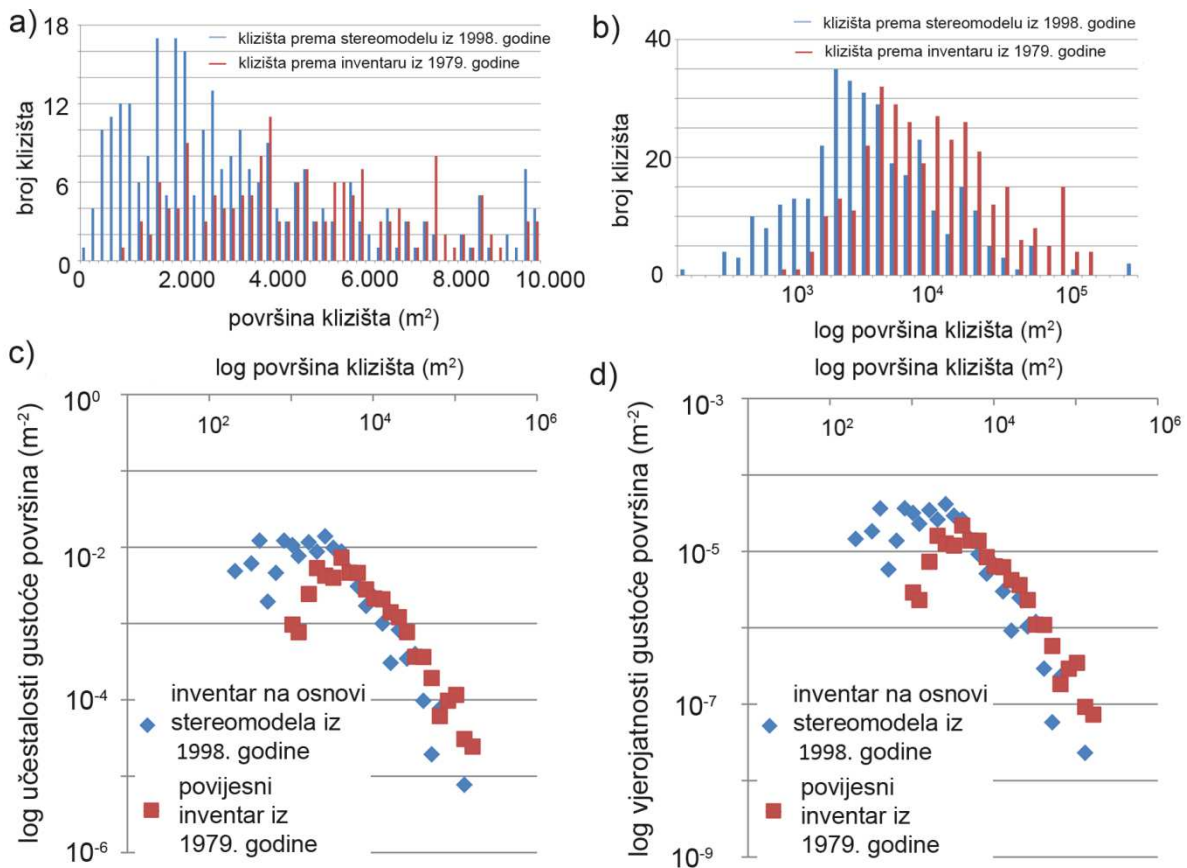 a)
klizišta prema stereomodelu iz 1998. godine
klizišta prema inventaru iz 1979. godine
broj klizišta
18
12
6
0
0 2.000 4.000 6.000 8.000 10.000
površina klizišta (m²)
b)
klizišta prema stereomodelu iz 1998. godine
klizišta prema inventaru iz 1979. godine
broj klizišta
40
20
0
10³ 10⁴ 10⁵
log površina klizišta (m²)
c)
log površina klizišta (m²)
10² 10⁴ 10⁶
log učestalosti gustoće površina (m⁻²)
10⁰
10⁻²
10⁻⁴
10⁻⁶
inventar na osnovi
stereomodela iz
1998. godine
povijesni
inventar iz
1979. godine
d)
log površina klizišta (m²)
10² 10⁴ 10⁶
log vjerojatnosti gustoće površina (m⁻²)
10⁻³
10⁻⁵
10⁻⁷
10⁻⁹
inventar na osnovi
stereomodela iz
1998. godine
povijesni
inventar iz
1979. godine